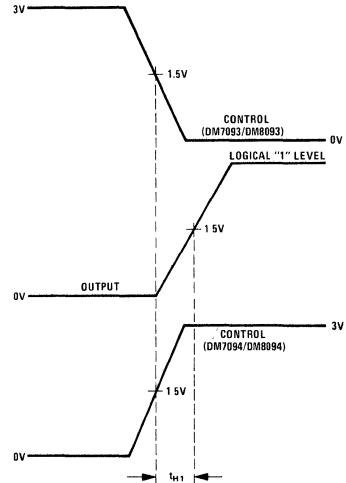 3V
1.5V
CONTROL
(DM7093/DM8093)
0V
LOGICAL "1" LEVEL
1 5V
OUTPUT
0V
3V
CONTROL
(DM7094/DM8094)
1 5V
0V
tH1